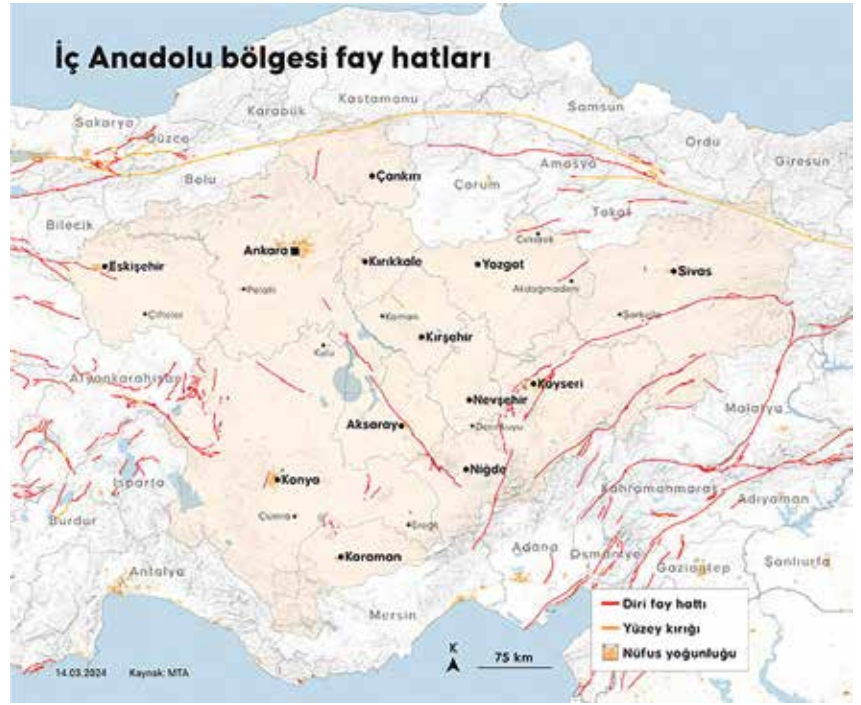 İç Anadolu bölgesi fay hatları
Kastamonu
Karabük
Samsun
Sakarya
Düzce
Ordu
Giresun
Bolu
Çankırı
Çorum
Amasya
Tokat
Bilecik
Ankara
Kırıkkale
Yozgat
Sivas
Eskişehir
Polatlı
Akdağmadeni
Çifteler
Kaman
Şarkışla
Kırşehir
Kulu
Afyonkarahisar
Kayseri
Nevşehir
Malatya
Aksaray
Derinkuyu
Niğde
Konya
Isparta
Kahramanmaraş
Adıyaman
Burdur
Çumra
Ereğli
Karaman
Adana
Osmaniye
Gaziantep
Şanlıurfa
Antalya
Mersin
Diri fay hattı
Yüzey kırığı
Nüfus yoğunluğu
K
75 km
14.03.2024 Kaynak: MTA